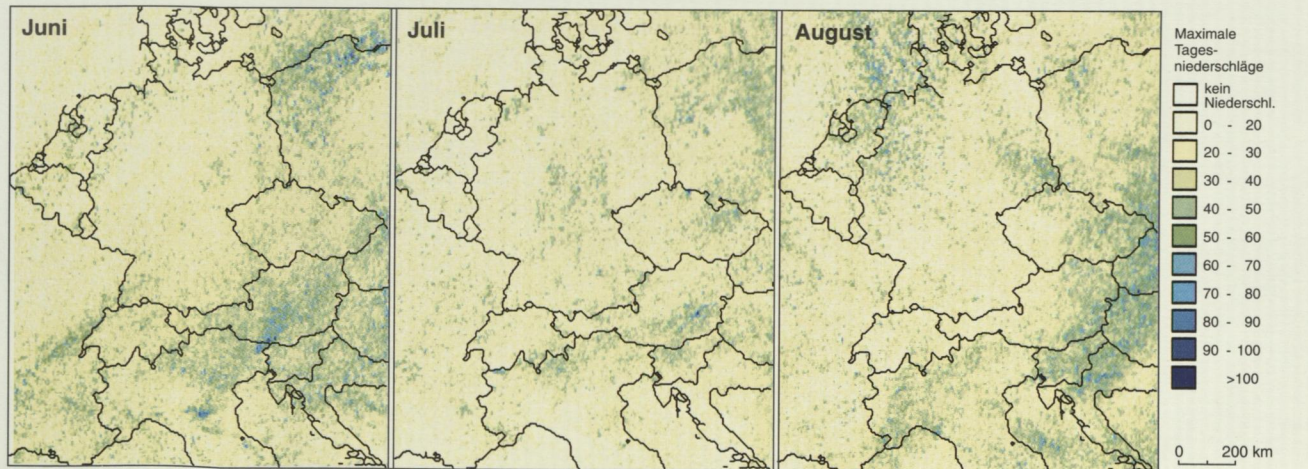 Juni
Juli
August
Maximale
Tages-
niederschläge
kein
Niederschl.
0 - 20
20 - 30
30 - 40
40 - 50
50 - 60
60 - 70
70 - 80
80 - 90
90 - 100
>100
0 200 km